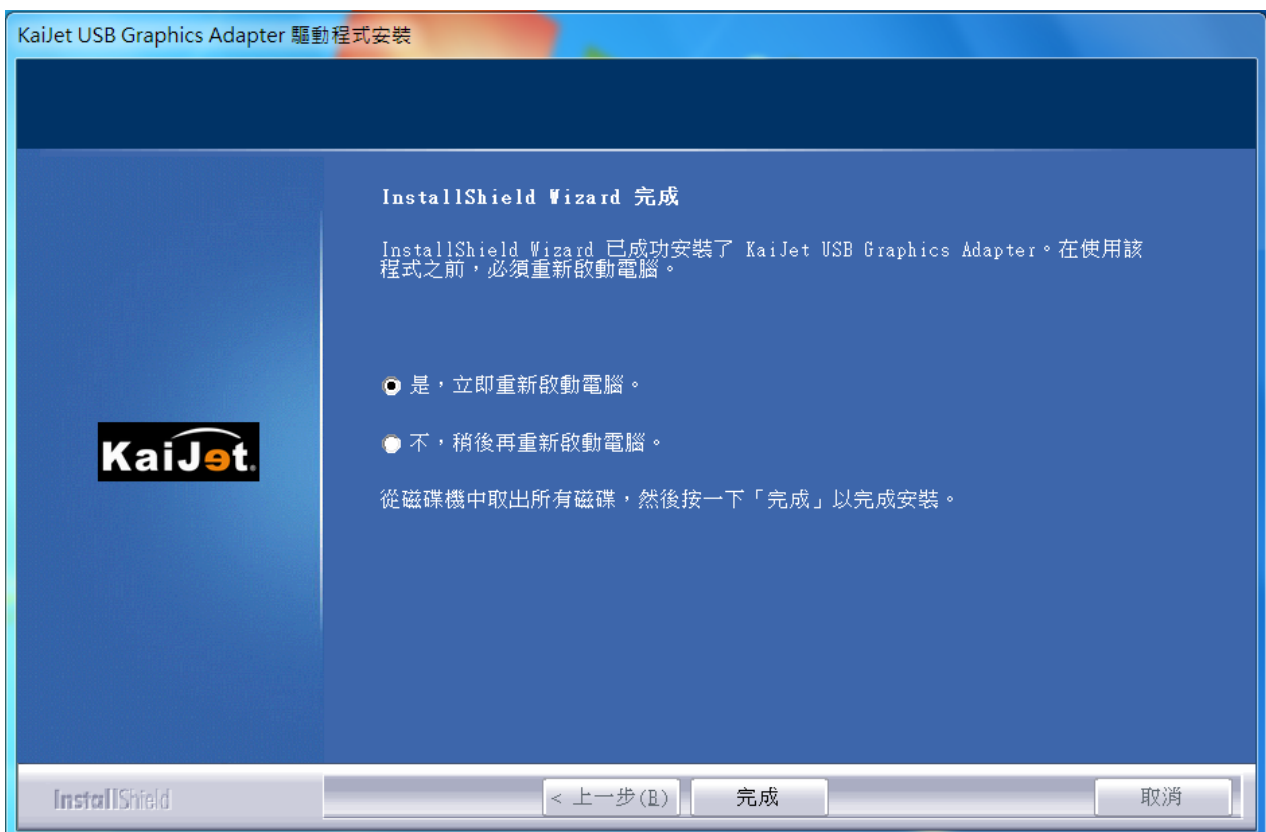 KaiJet USB Graphics Adapter 驅動程式安裝
InstallShield Wizard 完成
InstallShield Wizard 已成功安裝了 KaiJet USB Graphics Adapter。在使用該
程式之前，必須重新啟動電腦。
是，立即重新啟動電腦。
不，稍後再重新啟動電腦。
KaiJet.
從磁碟機中取出所有磁碟，然後按一下「完成」以完成安裝。
InstallShield
< 上一步(B)
完成
取消